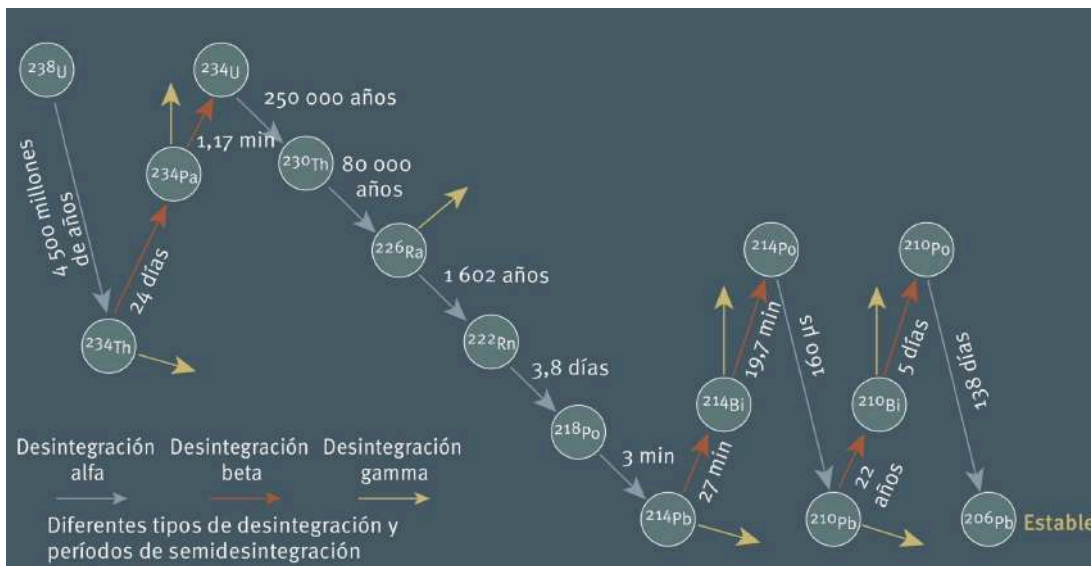 ²³⁸U
4 500 millones
de años
²³⁴Th
24 días
²³⁴Pa
1,17 min
²³⁴U
250 000 años
²³⁰Th
80 000
años
²²⁶Ra
1 602 años
²²²Rn
3,8 días
²¹⁸Po
3 min
²¹⁴Pb
27 min
²¹⁴Bi
19,7 min
²¹⁴Po
160 µs
²¹⁰Pb
22
años
²¹⁰Bi
5 días
²¹⁰Po
138 días
²⁰⁶Pb
Estable
Desintegración
alfa
Desintegración
beta
Desintegración
gamma
Diferentes tipos de desintegración y
períodos de semidesintegración